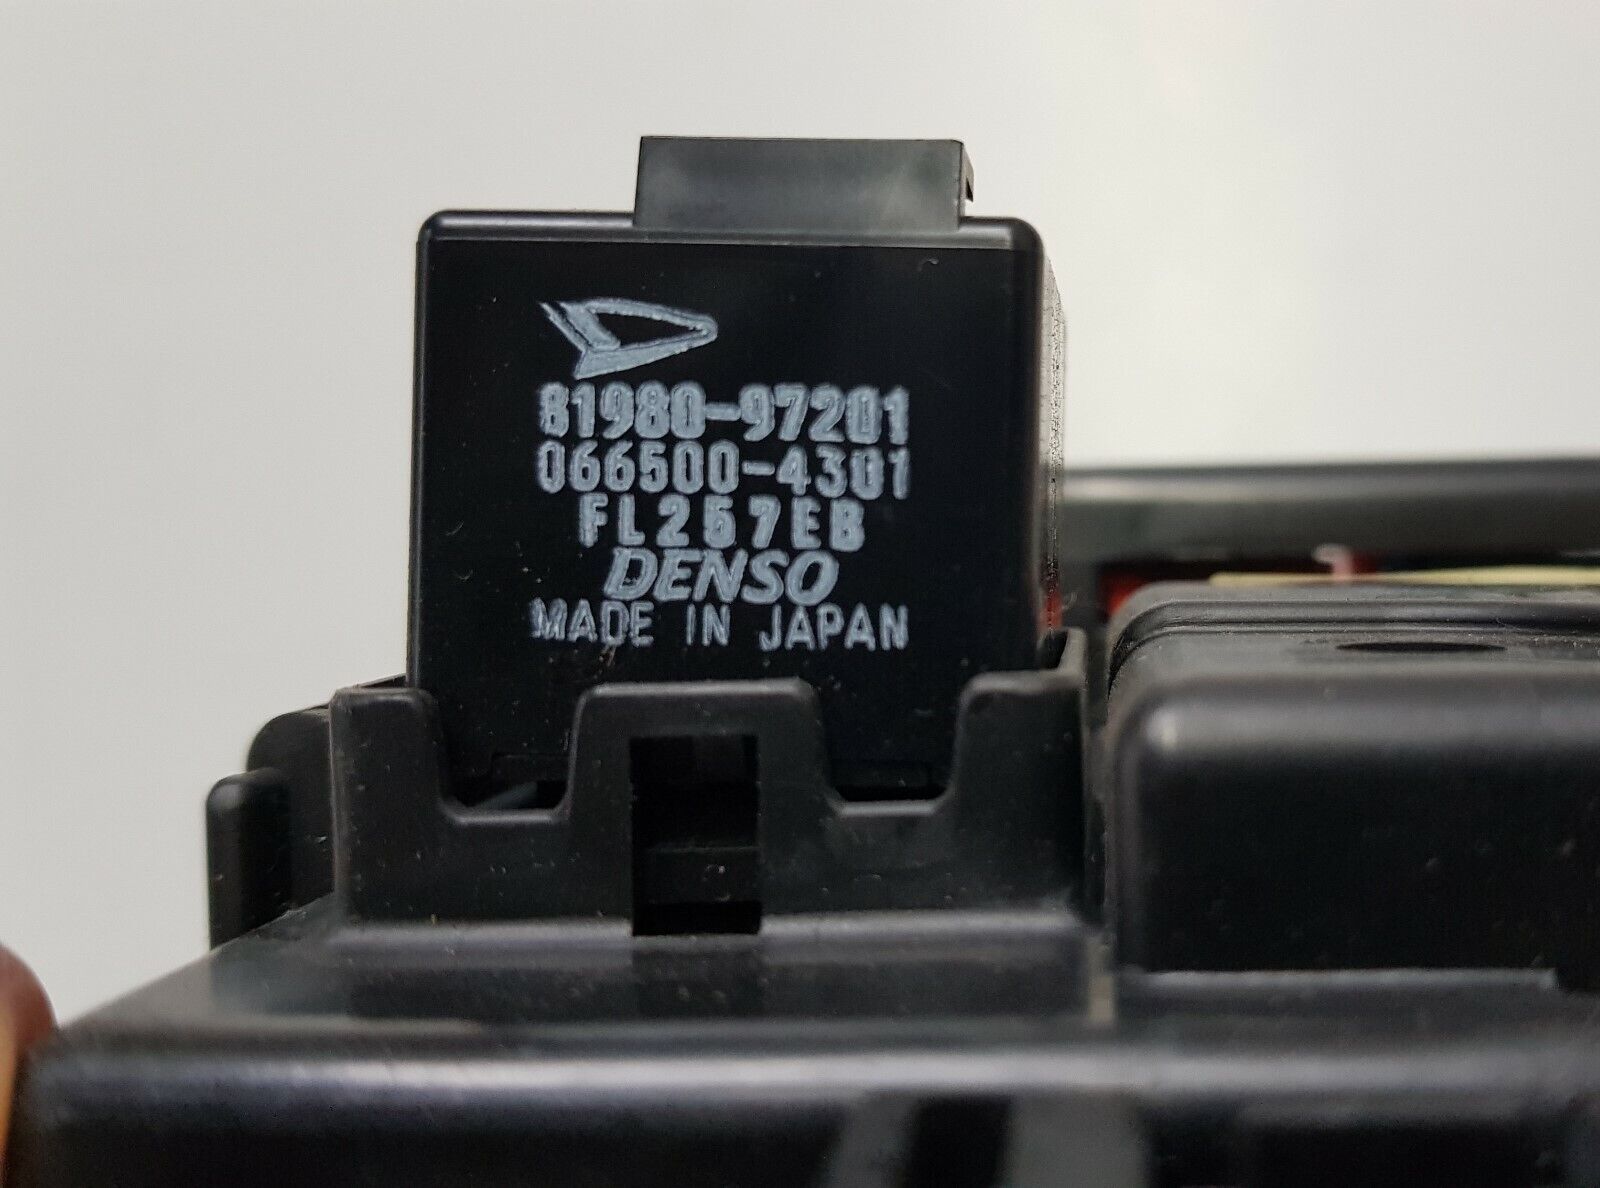 81980-97201
066500-4301
FL257EB
DENSO
MADE IN JAPAN